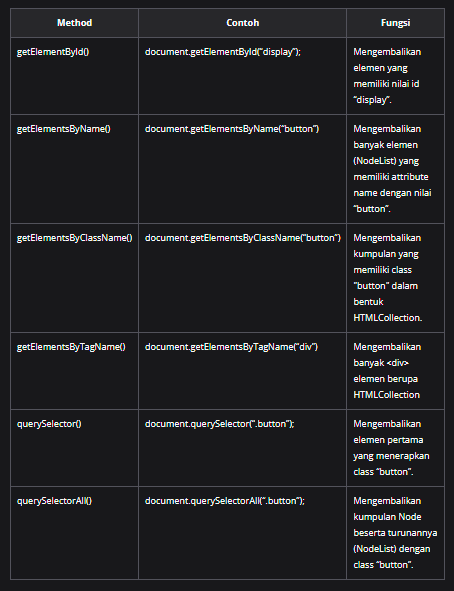 Method Contoh Fungsi
getElementById() document.getElementById(“display”); Mengembalikan
elemen yang
memiliki nilai id
“display”.
getElementsByName() document.getElementsByName(“button”) Mengembalikan
banyak elemen
(NodeList) yang
memiliki attribute
name dengan nilai
“button”.
getElementsByClassName() document.getElementsByClassName(“button”) Mengembalikan
kumpulan yang
memiliki class
“button” dalam
bentuk
HTMLCollection.
getElementsByTagName() document.getElementsByTagName(“div”) Mengembalikan
banyak <div>
elemen berupa
HTMLCollection
querySelector() document.querySelector(“.button”); Mengembalikan
elemen pertama
yang menerapkan
class “button”.
querySelectorAll() document.querySelectorAll(“.button”); Mengembalikan
kumpulan Node
beserta turunannya
(NodeList) dengan
class “button”.